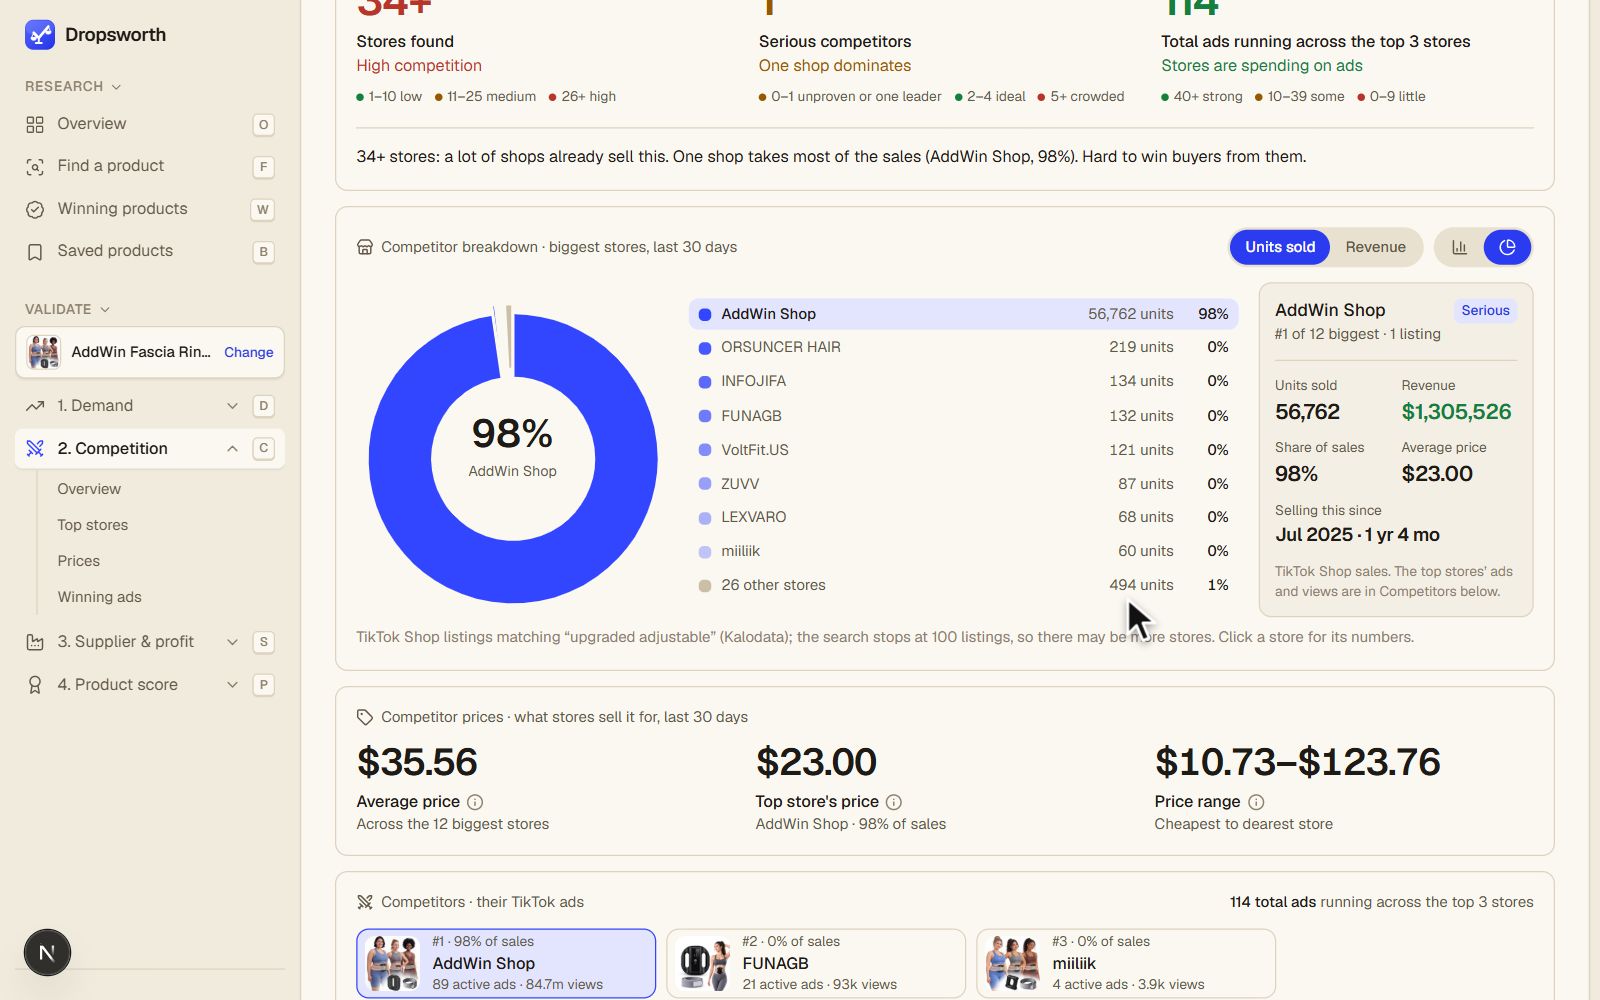 Dropsworth
RESEARCH
Overview O
Find a product F
Winning products W
Saved products B
VALIDATE
AddWin Fascia Rin... Change
1. Demand D
2. Competition C
Overview
Top stores
Prices
Winning ads
3. Supplier & profit S
4. Product score P
N
34+
Stores found
High competition
1–10 low 11–25 medium 26+ high
1
Serious competitors
One shop dominates
0–1 unproven or one leader 2–4 ideal 5+ crowded
114
Total ads running across the top 3 stores
Stores are spending on ads
40+ strong 10–39 some 0–9 little
34+ stores: a lot of shops already sell this. One shop takes most of the sales (AddWin Shop, 98%). Hard to win buyers from them.
Competitor breakdown · biggest stores, last 30 days
Units sold Revenue
98%
AddWin Shop
AddWin Shop 56,762 units 98%
ORSUNCER HAIR 219 units 0%
INFOJIFA 134 units 0%
FUNAGB 132 units 0%
VoltFit.US 121 units 0%
ZUVV 87 units 0%
LEXVARO 68 units 0%
miiliik 60 units 0%
26 other stores 494 units 1%
AddWin Shop Serious
#1 of 12 biggest · 1 listing
Units sold Revenue
56,762 $1,305,526
Share of sales Average price
98% $23.00
Selling this since
Jul 2025 · 1 yr 4 mo
TikTok Shop sales. The top stores' ads
and views are in Competitors below.
TikTok Shop listings matching “upgraded adjustable” (Kalodata); the search stops at 100 listings, so there may be more stores. Click a store for its numbers.
Competitor prices · what stores sell it for, last 30 days
$35.56
Average price
Across the 12 biggest stores
$23.00
Top store's price
AddWin Shop · 98% of sales
$10.73–$123.76
Price range
Cheapest to dearest store
Competitors · their TikTok ads
114 total ads running across the top 3 stores
#1 · 98% of sales
AddWin Shop
89 active ads · 84.7m views
#2 · 0% of sales
FUNAGB
21 active ads · 93k views
#3 · 0% of sales
miiliik
4 active ads · 3.9k views